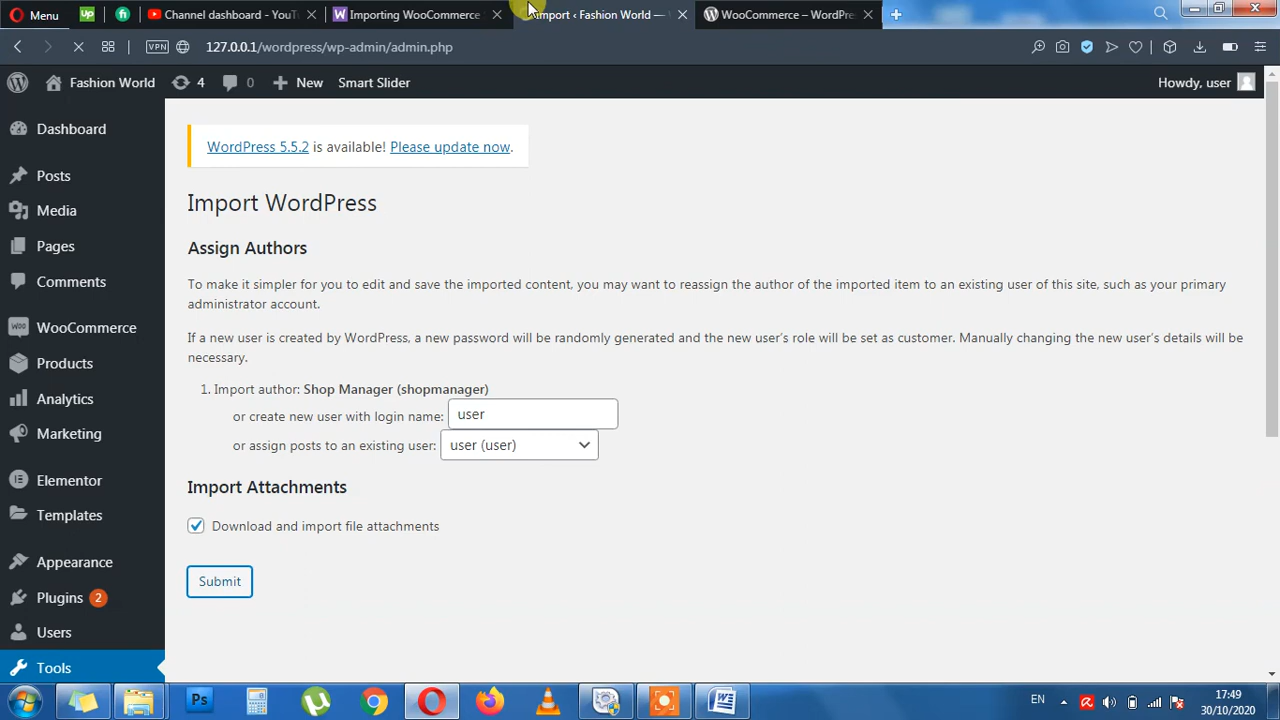 Menu
Channel dashboard - YouT
Importing WooCommerce
Import ‹ Fashion World —
WooCommerce – WordPre
VPN
127.0.0.1/wordpress/wp-admin/admin.php
Fashion World
4
0
New
Smart Slider
Howdy, user
Dashboard
Posts
Media
Pages
Comments
WooCommerce
Products
Analytics
Marketing
Elementor
Templates
Appearance
Plugins 2
Users
Tools
WordPress 5.5.2 is available! Please update now.
Import WordPress
Assign Authors
To make it simpler for you to edit and save the imported content, you may want to reassign the author of the imported item to an existing user of this site, such as your primary
administrator account.
If a new user is created by WordPress, a new password will be randomly generated and the new user's role will be set as customer. Manually changing the new user's details will be
necessary.
1. Import author: Shop Manager (shopmanager)
or create new user with login name: user
or assign posts to an existing user: user (user)
Import Attachments
Download and import file attachments
Submit
EN
17:49
30/10/2020